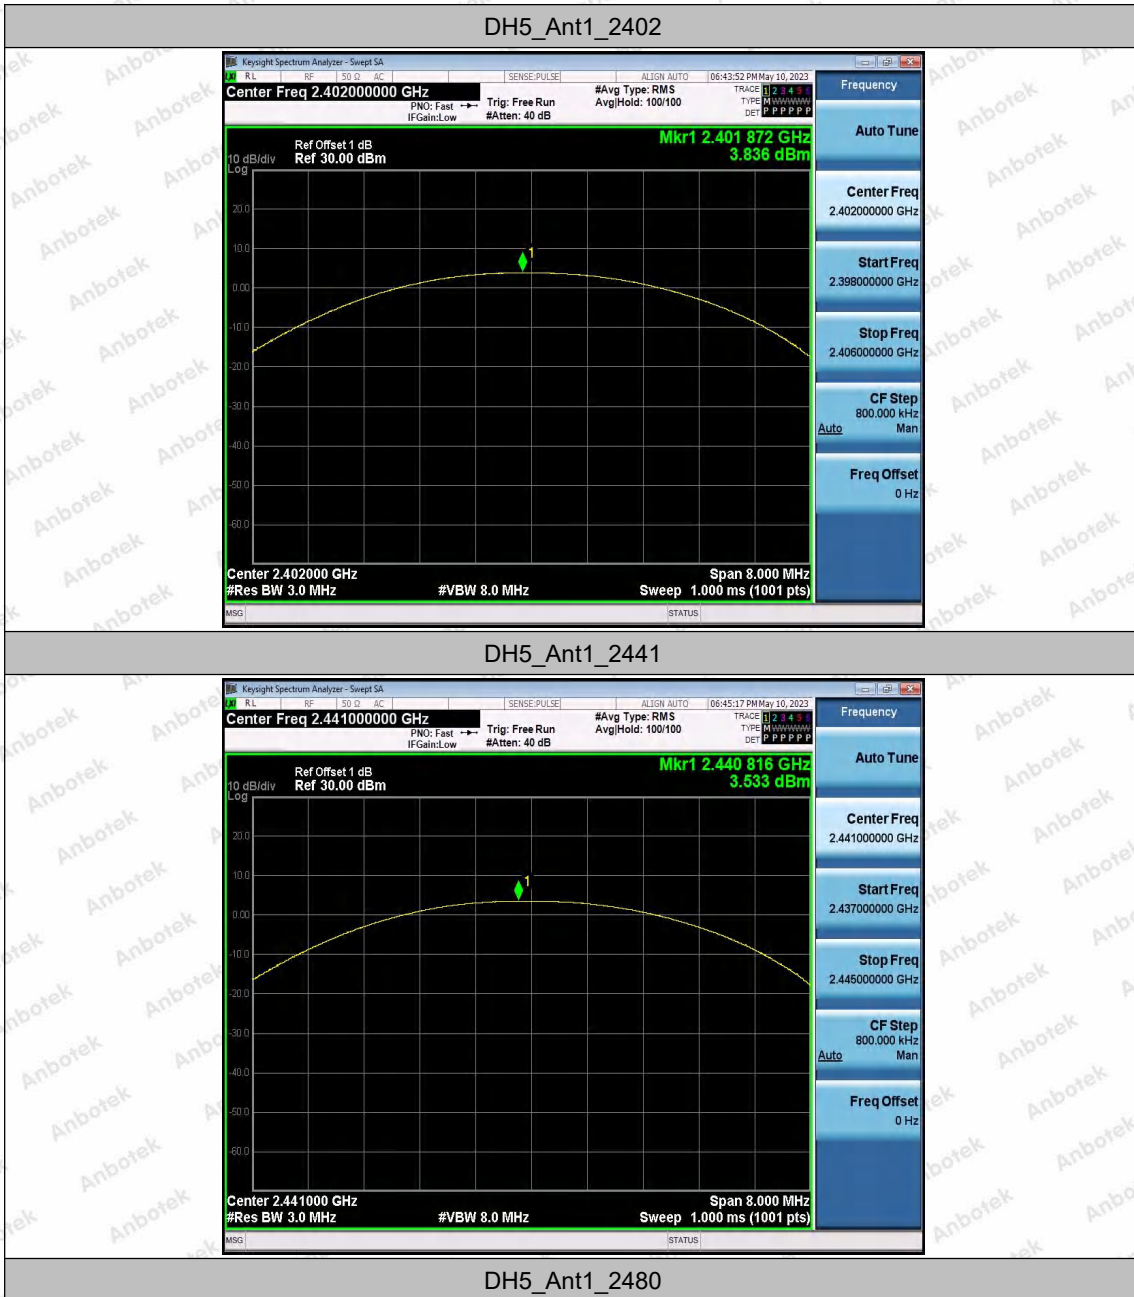 DH5_Ant1_2402
Keysight Spectrum Analyzer - Swept SA
LXI RL RF 50 Ω AC SENSE:PULSE ALIGN AUTO 06:43:52 PM May 10, 2023
Center Freq 2.402000000 GHz
PNO: Fast
IFGain:Low
Trig: Free Run
#Atten: 40 dB
#Avg Type: RMS
Avg|Hold: 100/100
TRACE 1 2 3 4 5 6
TYPE M W W W W W
DET P P P P P P
Mkr1 2.401 872 GHz
3.836 dBm
Ref Offset 1 dB
10 dB/div Ref 30.00 dBm
Log
1
20.0
10.0
0.00
-10.0
-20.0
-30.0
-40.0
-50.0
-60.0
Center 2.402000 GHz Span 8.000 MHz
#Res BW 3.0 MHz #VBW 8.0 MHz Sweep 1.000 ms (1001 pts)
MSG STATUS
Frequency
Auto Tune
Center Freq
2.402000000 GHz
Start Freq
2.398000000 GHz
Stop Freq
2.406000000 GHz
CF Step
800.000 kHz
Auto Man
Freq Offset
0 Hz
DH5_Ant1_2441
Keysight Spectrum Analyzer - Swept SA
LXI RL RF 50 Ω AC SENSE:PULSE ALIGN AUTO 06:45:17 PM May 10, 2023
Center Freq 2.441000000 GHz
PNO: Fast
IFGain:Low
Trig: Free Run
#Atten: 40 dB
#Avg Type: RMS
Avg|Hold: 100/100
TRACE 1 2 3 4 5 6
TYPE M W W W W W
DET P P P P P P
Mkr1 2.440 816 GHz
3.533 dBm
Ref Offset 1 dB
10 dB/div Ref 30.00 dBm
Log
1
20.0
10.0
0.00
-10.0
-20.0
-30.0
-40.0
-50.0
-60.0
Center 2.441000 GHz Span 8.000 MHz
#Res BW 3.0 MHz #VBW 8.0 MHz Sweep 1.000 ms (1001 pts)
MSG STATUS
Frequency
Auto Tune
Center Freq
2.441000000 GHz
Start Freq
2.437000000 GHz
Stop Freq
2.445000000 GHz
CF Step
800.000 kHz
Auto Man
Freq Offset
0 Hz
DH5_Ant1_2480
Anbotek